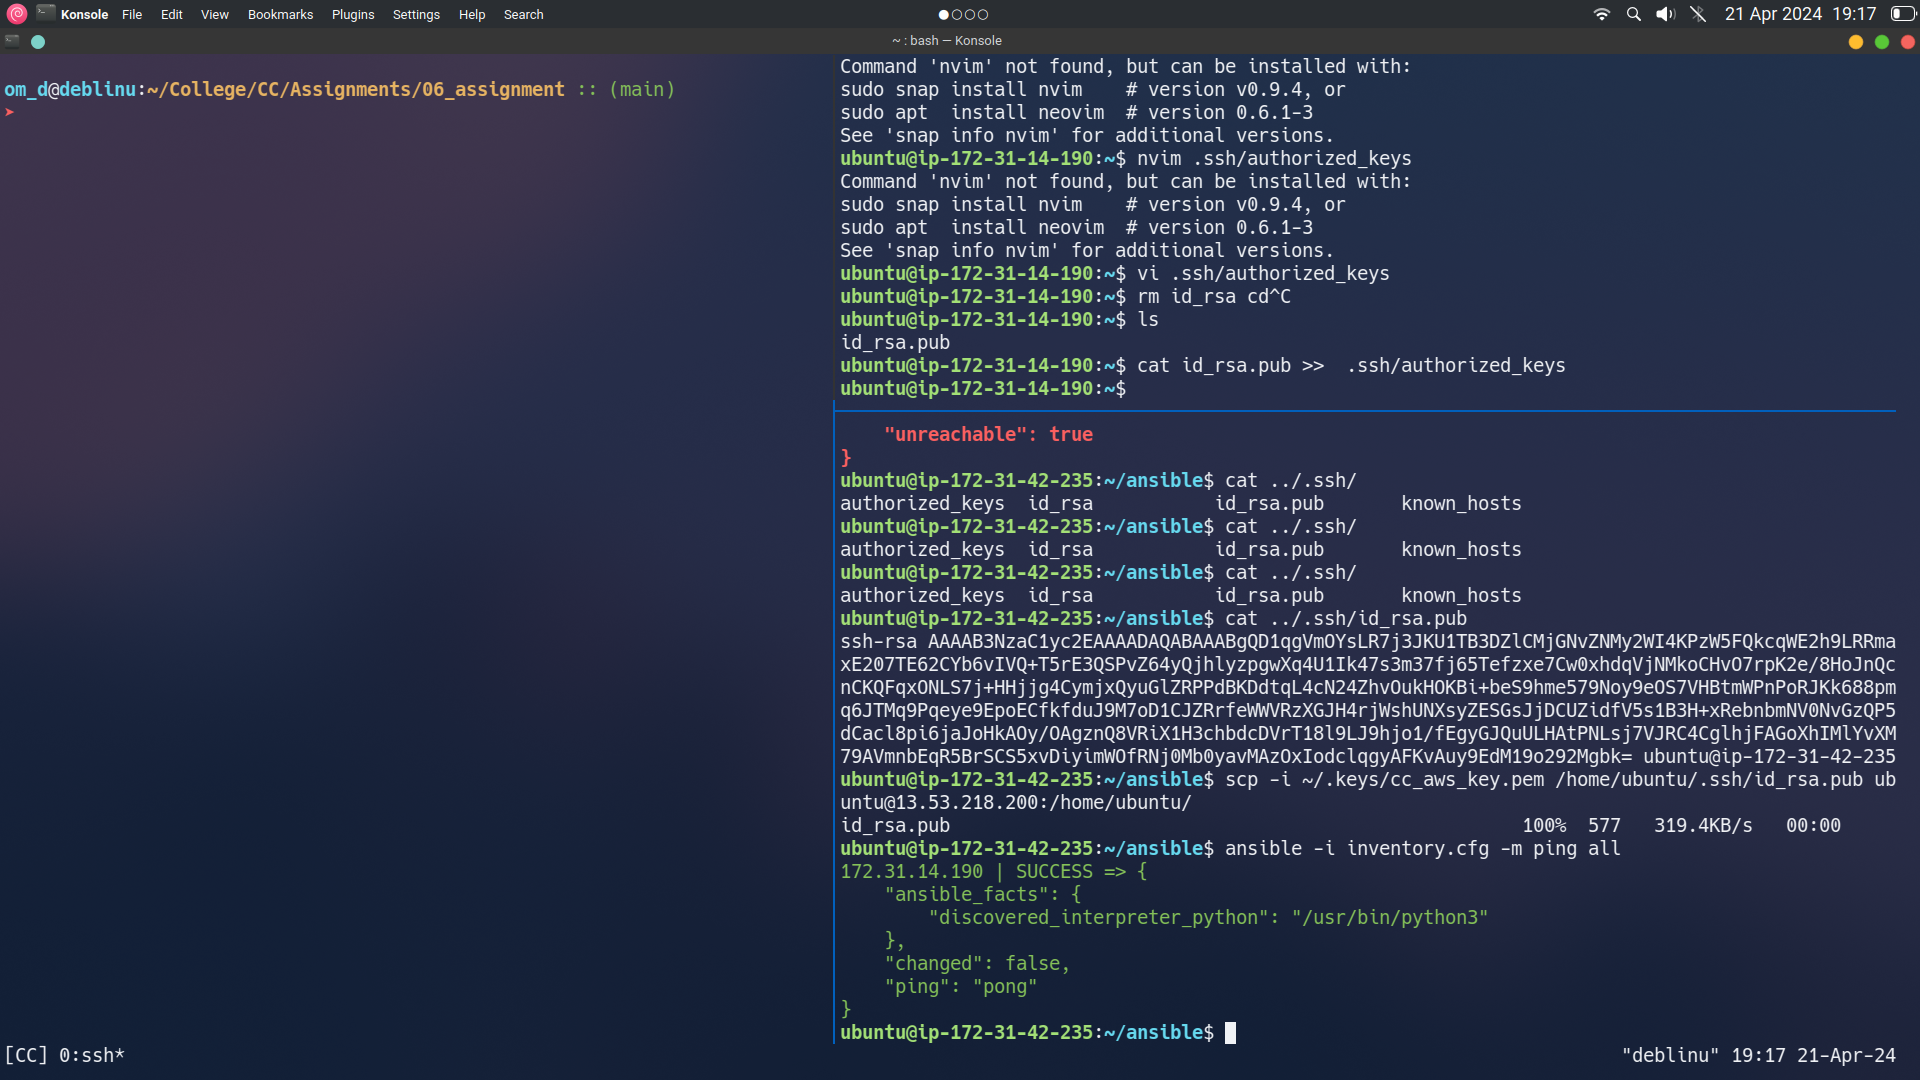 Konsole File Edit View Bookmarks Plugins Settings Help Search
21 Apr 2024 19:17
~ : bash — Konsole
om_d@deblinu:~/College/CC/Assignments/06_assignment :: (main)
➤
Command 'nvim' not found, but can be installed with:
sudo snap install nvim    # version v0.9.4, or
sudo apt  install neovim  # version 0.6.1-3
See 'snap info nvim' for additional versions.
ubuntu@ip-172-31-14-190:~$ nvim .ssh/authorized_keys
Command 'nvim' not found, but can be installed with:
sudo snap install nvim    # version v0.9.4, or
sudo apt  install neovim  # version 0.6.1-3
See 'snap info nvim' for additional versions.
ubuntu@ip-172-31-14-190:~$ vi .ssh/authorized_keys
ubuntu@ip-172-31-14-190:~$ rm id_rsa cd^C
ubuntu@ip-172-31-14-190:~$ ls
id_rsa.pub
ubuntu@ip-172-31-14-190:~$ cat id_rsa.pub >>  .ssh/authorized_keys
ubuntu@ip-172-31-14-190:~$
    "unreachable": true
}
ubuntu@ip-172-31-42-235:~/ansible$ cat ../.ssh/
authorized_keys  id_rsa           id_rsa.pub       known_hosts
ubuntu@ip-172-31-42-235:~/ansible$ cat ../.ssh/
authorized_keys  id_rsa           id_rsa.pub       known_hosts
ubuntu@ip-172-31-42-235:~/ansible$ cat ../.ssh/
authorized_keys  id_rsa           id_rsa.pub       known_hosts
ubuntu@ip-172-31-42-235:~/ansible$ cat ../.ssh/id_rsa.pub
ssh-rsa AAAAB3NzaC1yc2EAAAADAQABAAABgQD1qgVmOYsLR7j3JKU1TB3DZlCMjGNvZNMy2WI4KPzW5FQkcqWE2h9LRRma
xE207TE62CYb6vIVQ+T5rE3QSPvZ64yQjhlyzpgwXq4U1Ik47s3m37fj65Tefzxe7Cw0xhdqVjNMkoCHvO7rpK2e/8HoJnQc
nCKQFqxONLS7j+HHjjg4CymjxQyuGlZRPPdBKDdtqL4cN24ZhvOukHOKBi+beS9hme579Noy9eOS7VHBtmWPnPoRJKk688pm
q6JTMq9Pqeye9EpoECfkfduJ9M7oD1CJZRrfeWWVRzXGJH4rjWshUNXsyZESGsJjDCUZidfV5s1B3H+xRebnbmNV0NvGzQP5
dCacl8pi6jaJoHkAOy/OAgznQ8VRiX1H3chbdcDVrT18l9LJ9hjo1/fEgyGJQuULHAtPNLsj7VJRC4CglhjFAGoXhIMlYvXM
79AVmnbEqR5BrSCS5xvDiyimWOfRNj0Mb0yavMAzOxIodclqgyAFKvAuy9EdM19o292Mgbk= ubuntu@ip-172-31-42-235
ubuntu@ip-172-31-42-235:~/ansible$ scp -i ~/.keys/cc_aws_key.pem /home/ubuntu/.ssh/id_rsa.pub ub
untu@13.53.218.200:/home/ubuntu/
id_rsa.pub                                                    100%  577   319.4KB/s   00:00
ubuntu@ip-172-31-42-235:~/ansible$ ansible -i inventory.cfg -m ping all
172.31.14.190 | SUCCESS => {
    "ansible_facts": {
        "discovered_interpreter_python": "/usr/bin/python3"
    },
    "changed": false,
    "ping": "pong"
}
ubuntu@ip-172-31-42-235:~/ansible$
[CC] 0:ssh*
"deblinu" 19:17 21-Apr-24